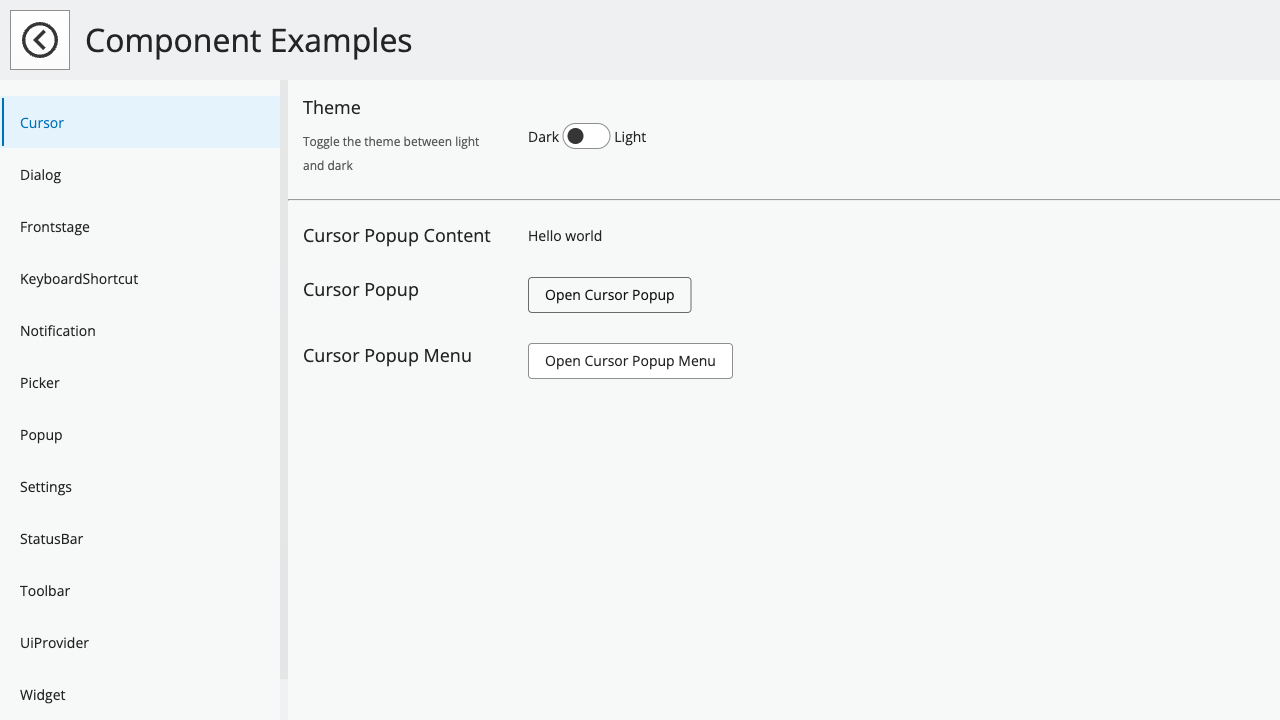 Component Examples
Cursor
Dialog
Frontstage
KeyboardShortcut
Notification
Picker
Popup
Settings
StatusBar
Toolbar
UiProvider
Widget
Theme
Toggle the theme between light
and dark
Dark Light
Cursor Popup Content Hello world
Cursor Popup Open Cursor Popup
Cursor Popup Menu Open Cursor Popup Menu